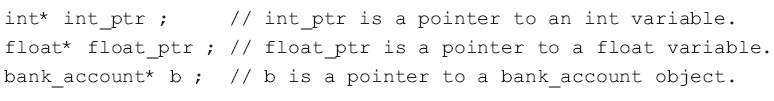 int* int_ptr ;     // int_ptr is a pointer to an int variable.
float* float_ptr ; // float_ptr is a pointer to a float variable.
bank_account* b ;  // b is a pointer to a bank_account object.